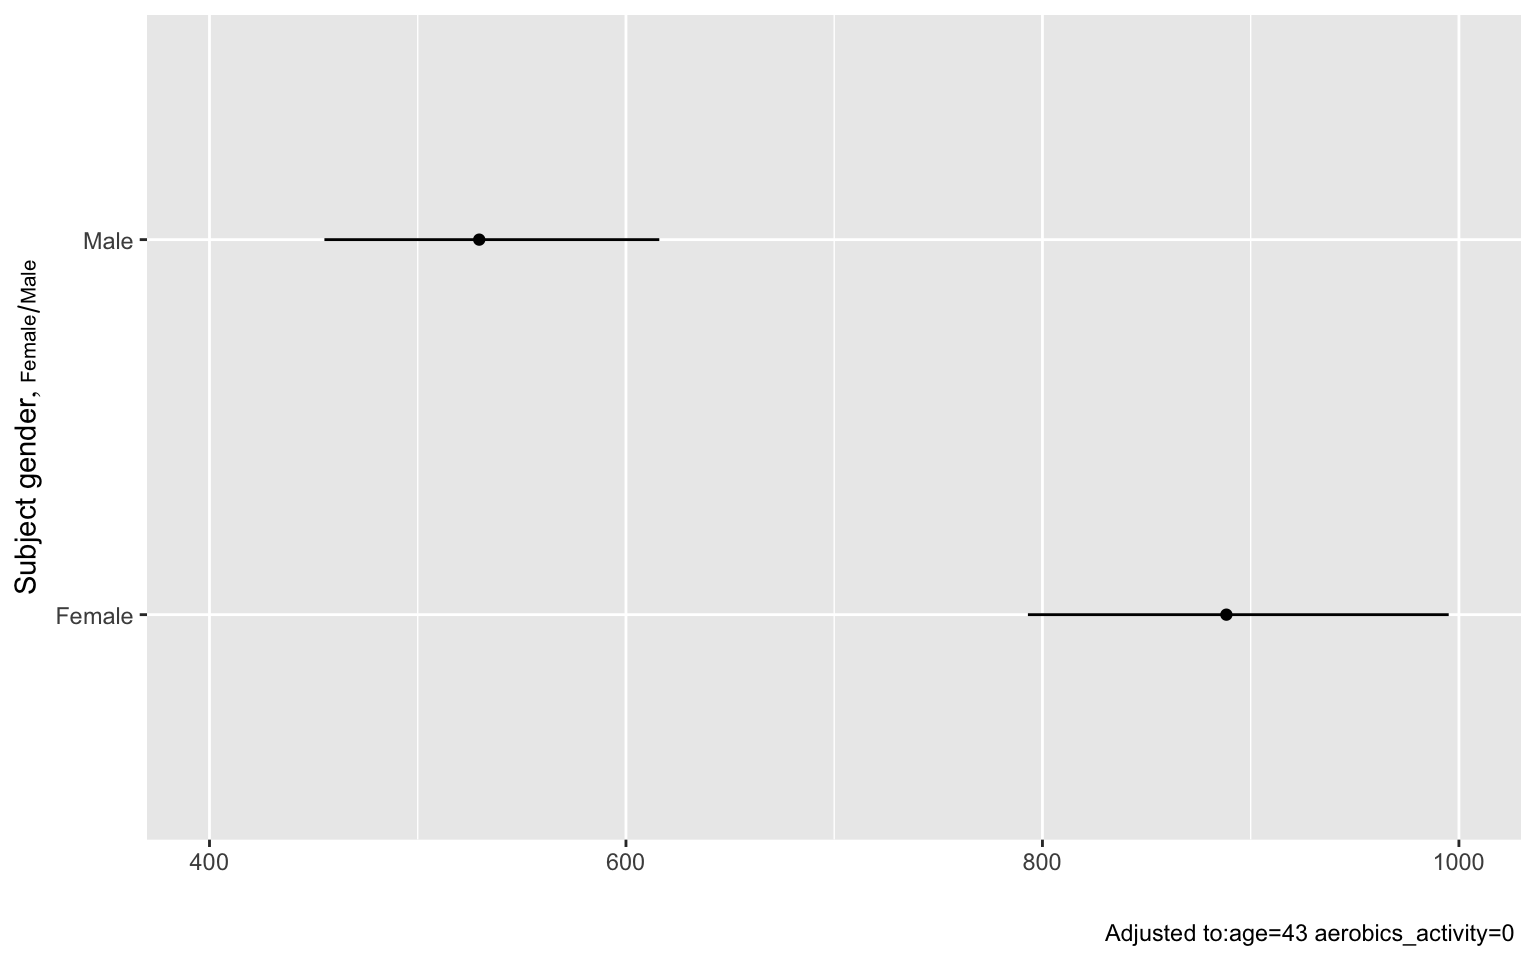 Male
Subject gender, Female/Male
Female
400 600 800 1000
Adjusted to:age=43 aerobics_activity=0